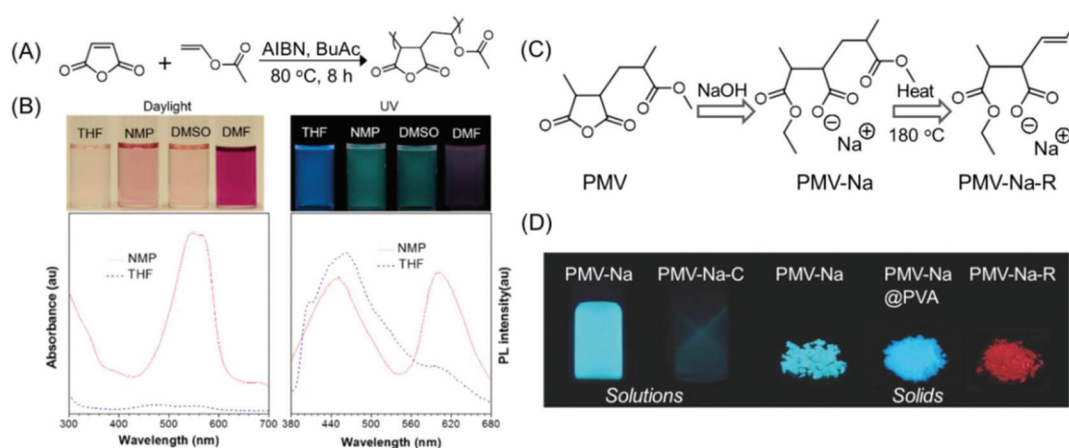 (A)
O
O
O
+
O
O
AIBN, BuAc
80 °C, 8 h
O
O
O
O
O
(B)
Daylight
THF
NMP
DMSO
DMF
UV
THF
NMP
DMSO
DMF
Absorbance (au)
NMP
THF
300
400
500
600
700
Wavelength (nm)
NMP
THF
PL intensity(au)
380
440
500
560
620
680
Wavelength (nm)
(C)
O
O
O
O
O
PMV
NaOH
O
O
O
O
O
O
⊖
Na
⊕
PMV-Na
Heat
180 °C
O
O
O
O
⊖
Na
⊕
PMV-Na-R
(D)
PMV-Na
PMV-Na-C
PMV-Na
PMV-Na
@PVA
PMV-Na-R
Solutions
Solids